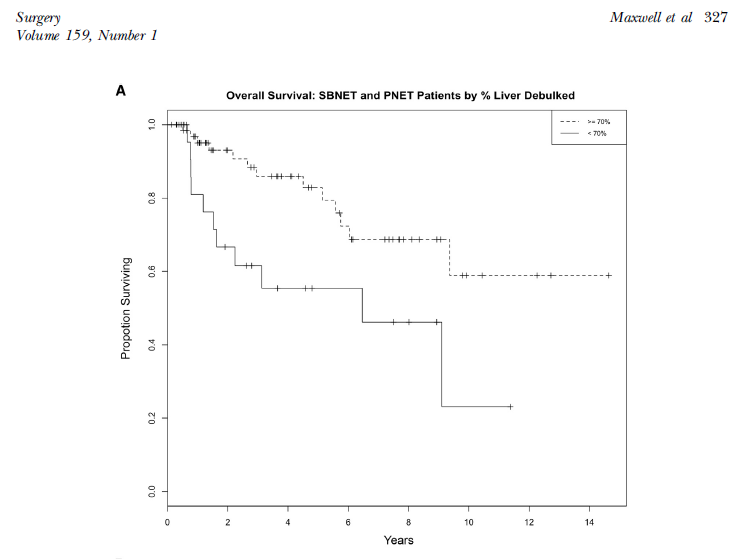 Surgery
Volume 159, Number 1
Maxwell et al 327
A
Overall Survival: SBNET and PNET Patients by % Liver Debulked
>= 70%
< 70%
1.0
0.8
0.6
0.4
0.2
0.0
Propotion Surviving
0 2 4 6 8 10 12 14
Years